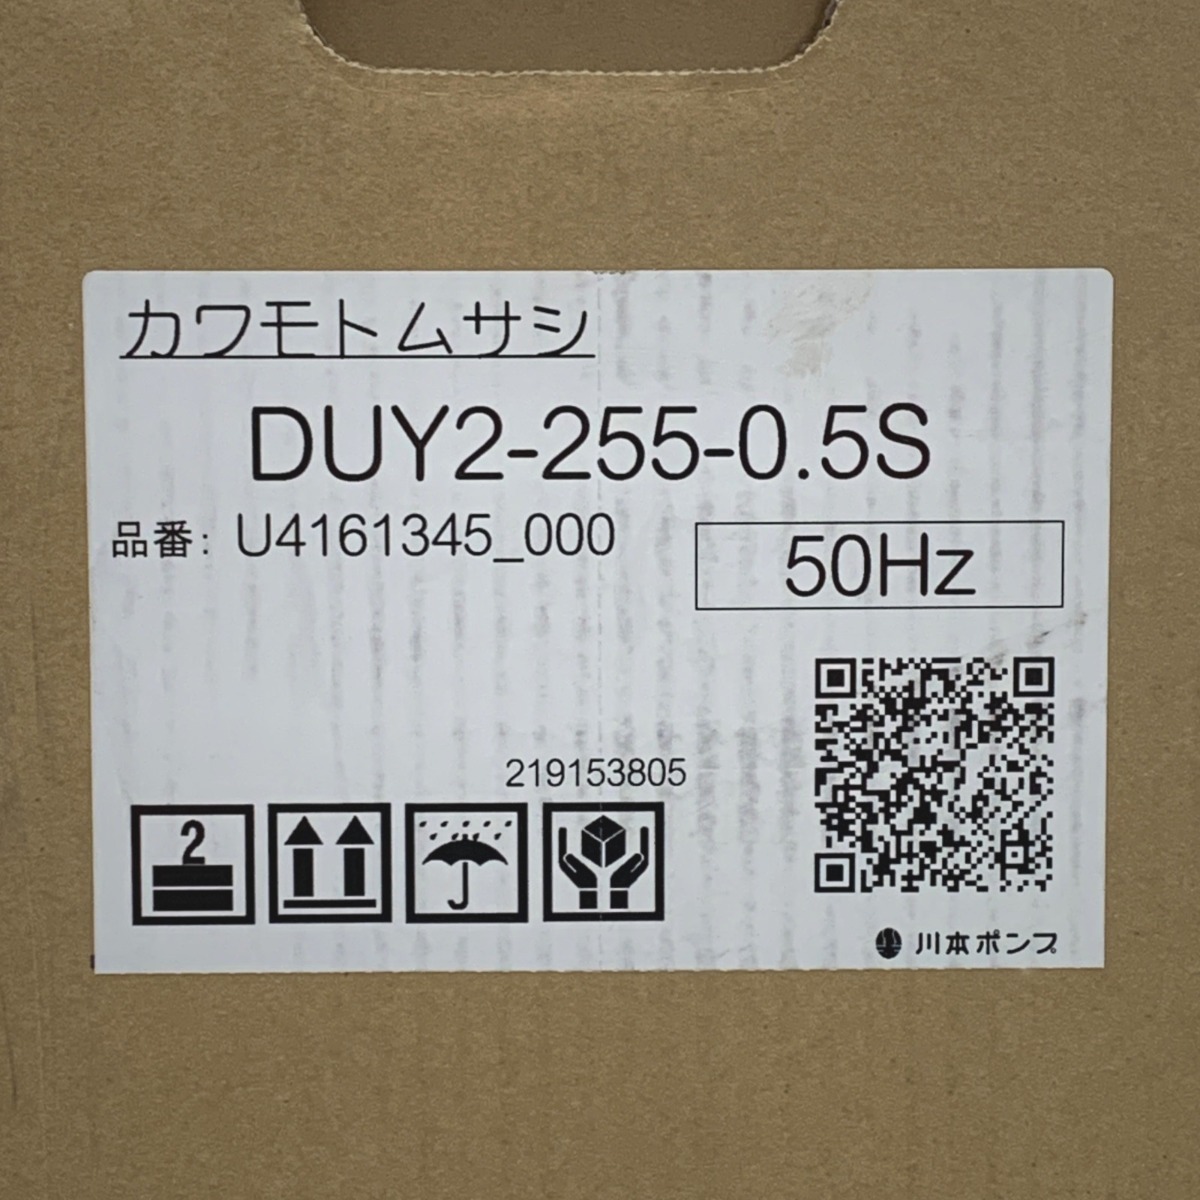 カワモトムサシ
DUY2-255-0.5S
品番: U4161345_000
50Hz
219153805
2
川本ポンプ